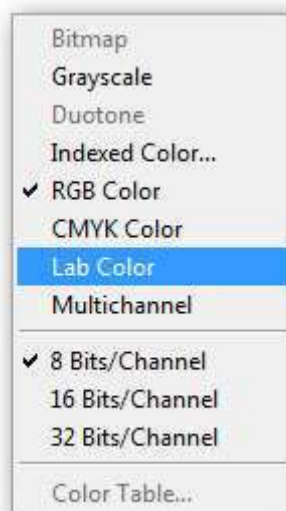 Bitmap
Grayscale
Duotone
Indexed Color...
RGB Color
CMYK Color
Lab Color
Multichannel
8 Bits/Channel
16 Bits/Channel
32 Bits/Channel
Color Table...